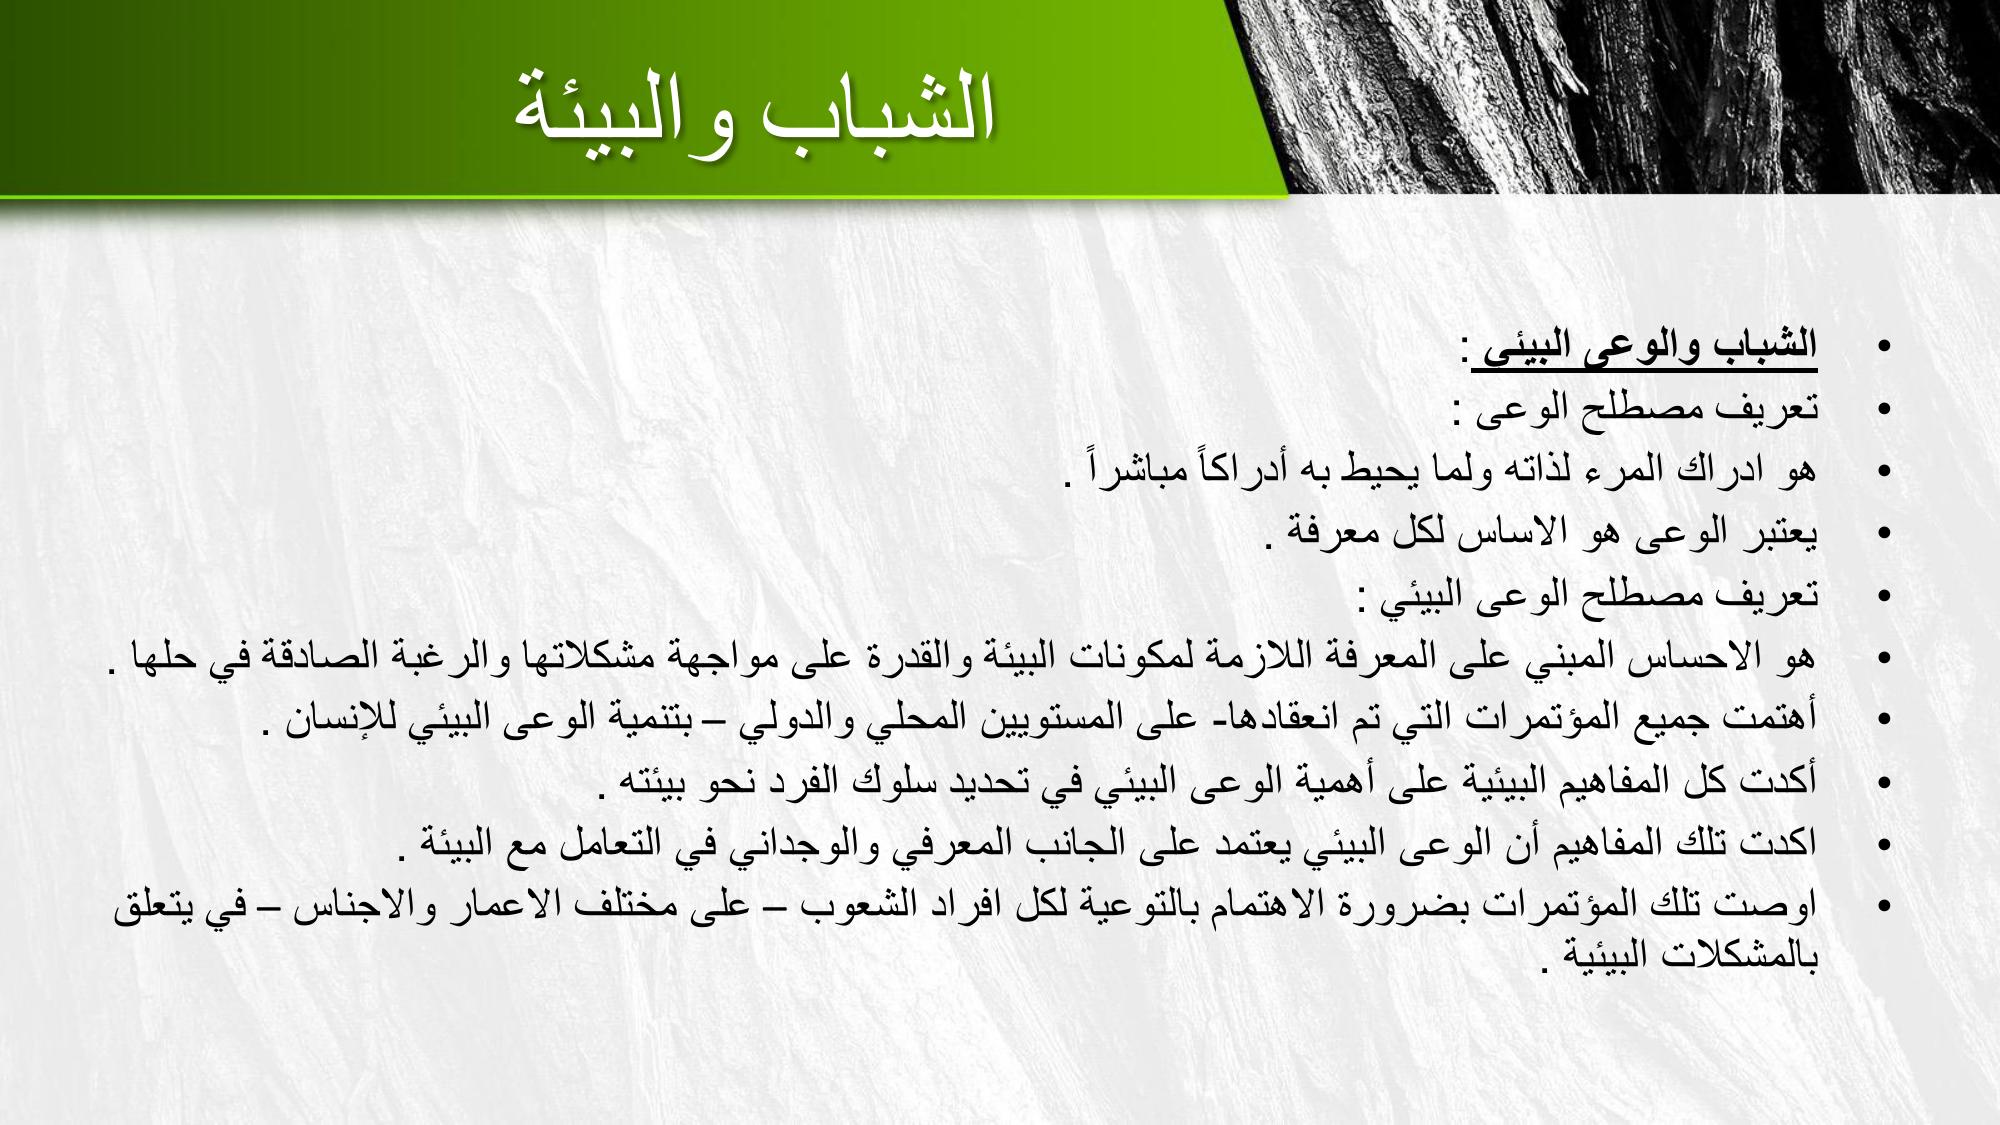 الشباب والبيئة
• الشباب والوعى البيئى :
• تعريف مصطلح الوعى :
• هو ادراك المرء لذاته ولما يحيط به أدراكاً مباشراً .
• يعتبر الوعى هو الاساس لكل معرفة .
• تعريف مصطلح الوعى البيئي :
• هو الاحساس المبني على المعرفة اللازمة لمكونات البيئة والقدرة على مواجهة مشكلاتها والرغبة الصادقة في حلها .
• أهتمت جميع المؤتمرات التي تم انعقادها- على المستويين المحلي والدولي – بتنمية الوعى البيئي للإنسان .
• أكدت كل المفاهيم البيئية على أهمية الوعى البيئي في تحديد سلوك الفرد نحو بيئته .
• اكدت تلك المفاهيم أن الوعى البيئي يعتمد على الجانب المعرفي والوجداني في التعامل مع البيئة .
• اوصت تلك المؤتمرات بضرورة الاهتمام بالتوعية لكل افراد الشعوب – على مختلف الاعمار والاجناس – في يتعلق
بالمشكلات البيئية .